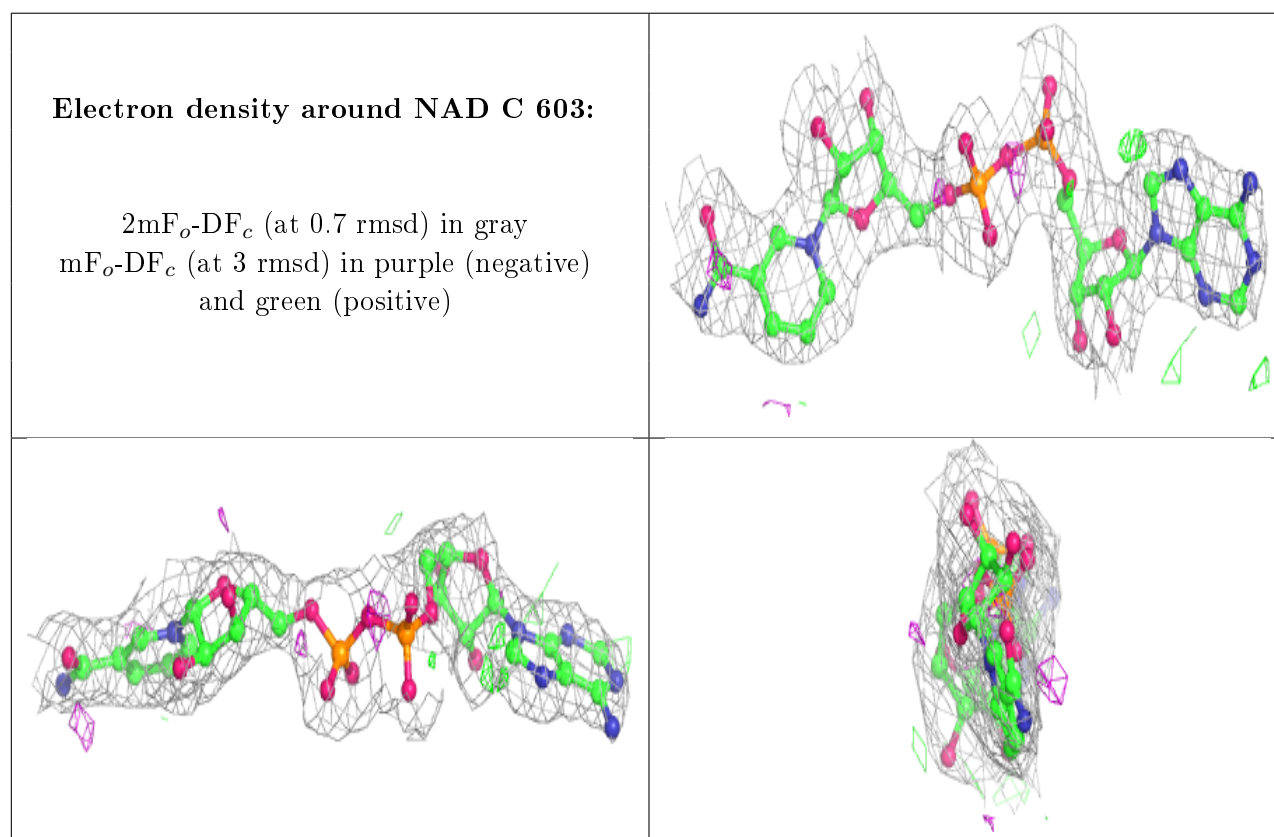 Electron density around NAD C 603:
2mFₒ-DF𝒸 (at 0.7 rmsd) in gray
mFₒ-DF𝒸 (at 3 rmsd) in purple (negative)
and green (positive)